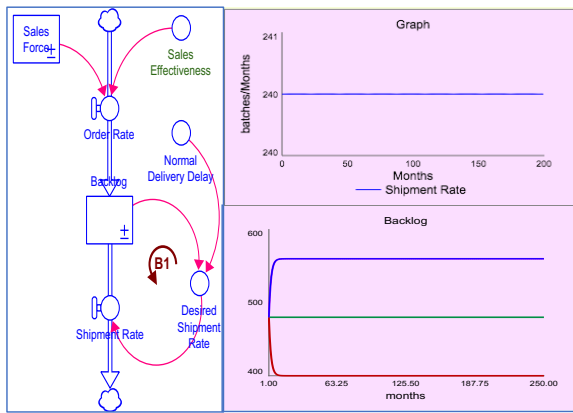 Sales
Force
Sales
Effectiveness
Order Rate
Normal
Delivery Delay
Backlog
B1
Desired
Shipment
Rate
Shipment Rate
Graph
batches/Months
241
240
240
0
50
100
150
200
Months
Shipment Rate
Backlog
600
500
400
1.00
63.25
125.50
187.75
250.00
months